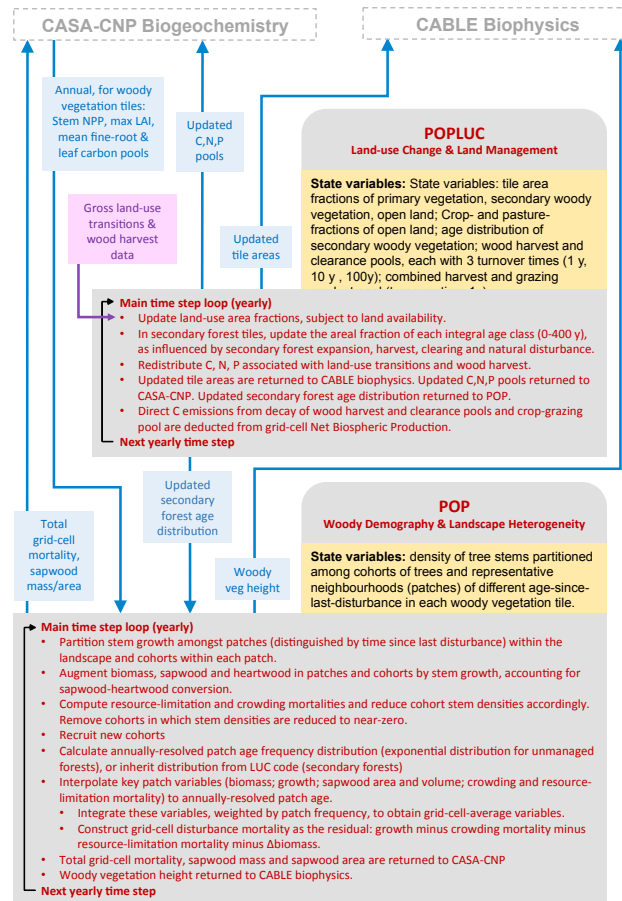 CASA-CNP Biogeochemistry
CABLE Biophysics
Annual, for woody
vegetation tiles:
Stem NPP, max LAI,
mean fine-root &
leaf carbon pools
Updated
C,N,P
pools
Gross land-use
transitions &
wood harvest
data
Updated
tile areas
POPLUC
Land-use Change & Land Management
State variables: State variables: tile area
fractions of primary vegetation, secondary woody
vegetation, open land; Crop- and pasture-
fractions of open land; age distribution of
secondary woody vegetation; wood harvest and
clearance pools, each with 3 turnover times (1 y,
10 y , 100y); combined harvest and grazing
Main time step loop (yearly)
• Update land-use area fractions, subject to land availability.
• In secondary forest tiles, update the areal fraction of each integral age class (0-400 y),
as influenced by secondary forest expansion, harvest, clearing and natural disturbance.
• Redistribute C, N, P associated with land-use transitions and wood harvest.
• Updated tile areas are returned to CABLE biophysics. Updated C,N,P pools returned to
CASA-CNP. Updated secondary forest age distribution returned to POP.
• Direct C emissions from decay of wood harvest and clearance pools and crop-grazing
pool are deducted from grid-cell Net Biospheric Production.
Next yearly time step
Updated
secondary
forest age
distribution
Total
grid-cell
mortality,
sapwood
mass/area
Woody
veg height
POP
Woody Demography & Landscape Heterogeneity
State variables: density of tree stems partitioned
among cohorts of trees and representative
neighbourhoods (patches) of different age-since-
last-disturbance in each woody vegetation tile.
Main time step loop (yearly)
• Partition stem growth amongst patches (distinguished by time since last disturbance) within the
landscape and cohorts within each patch.
• Augment biomass, sapwood and heartwood in patches and cohorts by stem growth, accounting for
sapwood-heartwood conversion.
• Compute resource-limitation and crowding mortalities and reduce cohort stem densities accordingly.
Remove cohorts in which stem densities are reduced to near-zero.
• Recruit new cohorts
• Calculate annually-resolved patch age frequency distribution (exponential distribution for unmanaged
forests), or inherit distribution from LUC code (secondary forests)
• Interpolate key patch variables (biomass; growth; sapwood area and volume; crowding and resource-
limitation mortality) to annually-resolved patch age.
• Integrate these variables, weighted by patch frequency, to obtain grid-cell-average variables.
• Construct grid-cell disturbance mortality as the residual: growth minus crowding mortality minus
resource-limitation mortality minus Δbiomass.
• Total grid-cell mortality, sapwood mass and sapwood area are returned to CASA-CNP
• Woody vegetation height returned to CABLE biophysics.
Next yearly time step